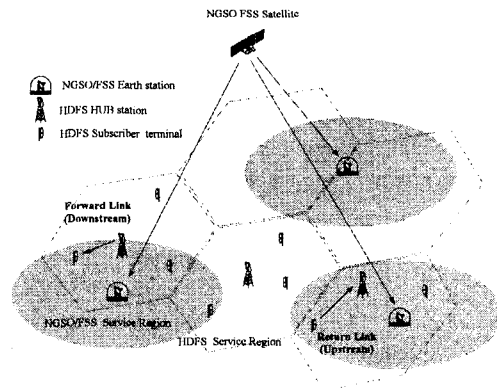 NGSO FSS Satellite
NGSO/FSS Earth station
HDFS HUB station
HDFS Subscriber terminal
Forward Link
(Downstream)
NGSO/FSS Service Region
HDFS Service Region
Return Link
(Upstream)